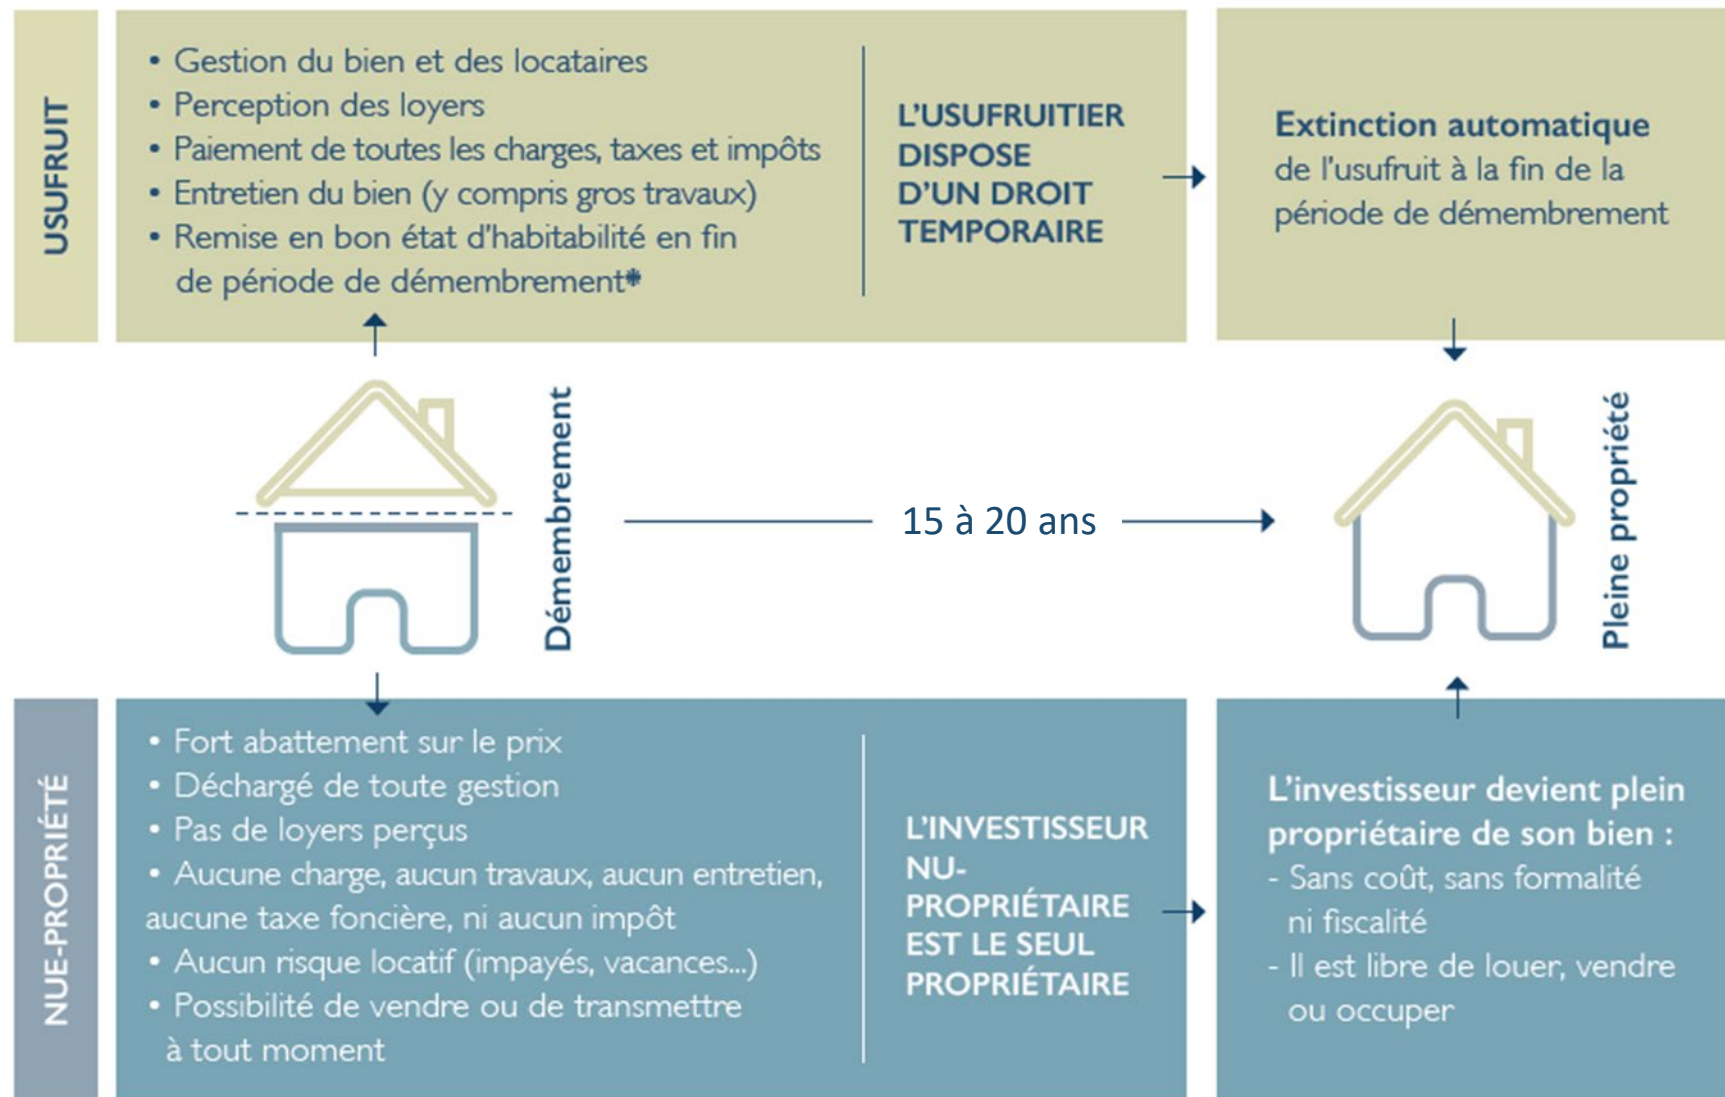 USUFRUIT
• Gestion du bien et des locataires
• Perception des loyers
• Paiement de toutes les charges, taxes et impôts
• Entretien du bien (y compris gros travaux)
• Remise en bon état d'habitabilité en fin
de période de démembrement*
L'USUFRUITIER
DISPOSE
D'UN DROIT
TEMPORAIRE
Extinction automatique
de l'usufruit à la fin de la
période de démembrement
Démembrement
15 à 20 ans
Pleine propriété
NUE-PROPRIÉTÉ
• Fort abattement sur le prix
• Déchargé de toute gestion
• Pas de loyers perçus
• Aucune charge, aucun travaux, aucun entretien,
aucune taxe foncière, ni aucun impôt
• Aucun risque locatif (impayés, vacances...)
• Possibilité de vendre ou de transmettre
à tout moment
L'INVESTISSEUR
NU-
PROPRIÉTAIRE
EST LE SEUL
PROPRIÉTAIRE
L'investisseur devient plein
propriétaire de son bien :
- Sans coût, sans formalité
ni fiscalité
- Il est libre de louer, vendre
ou occuper